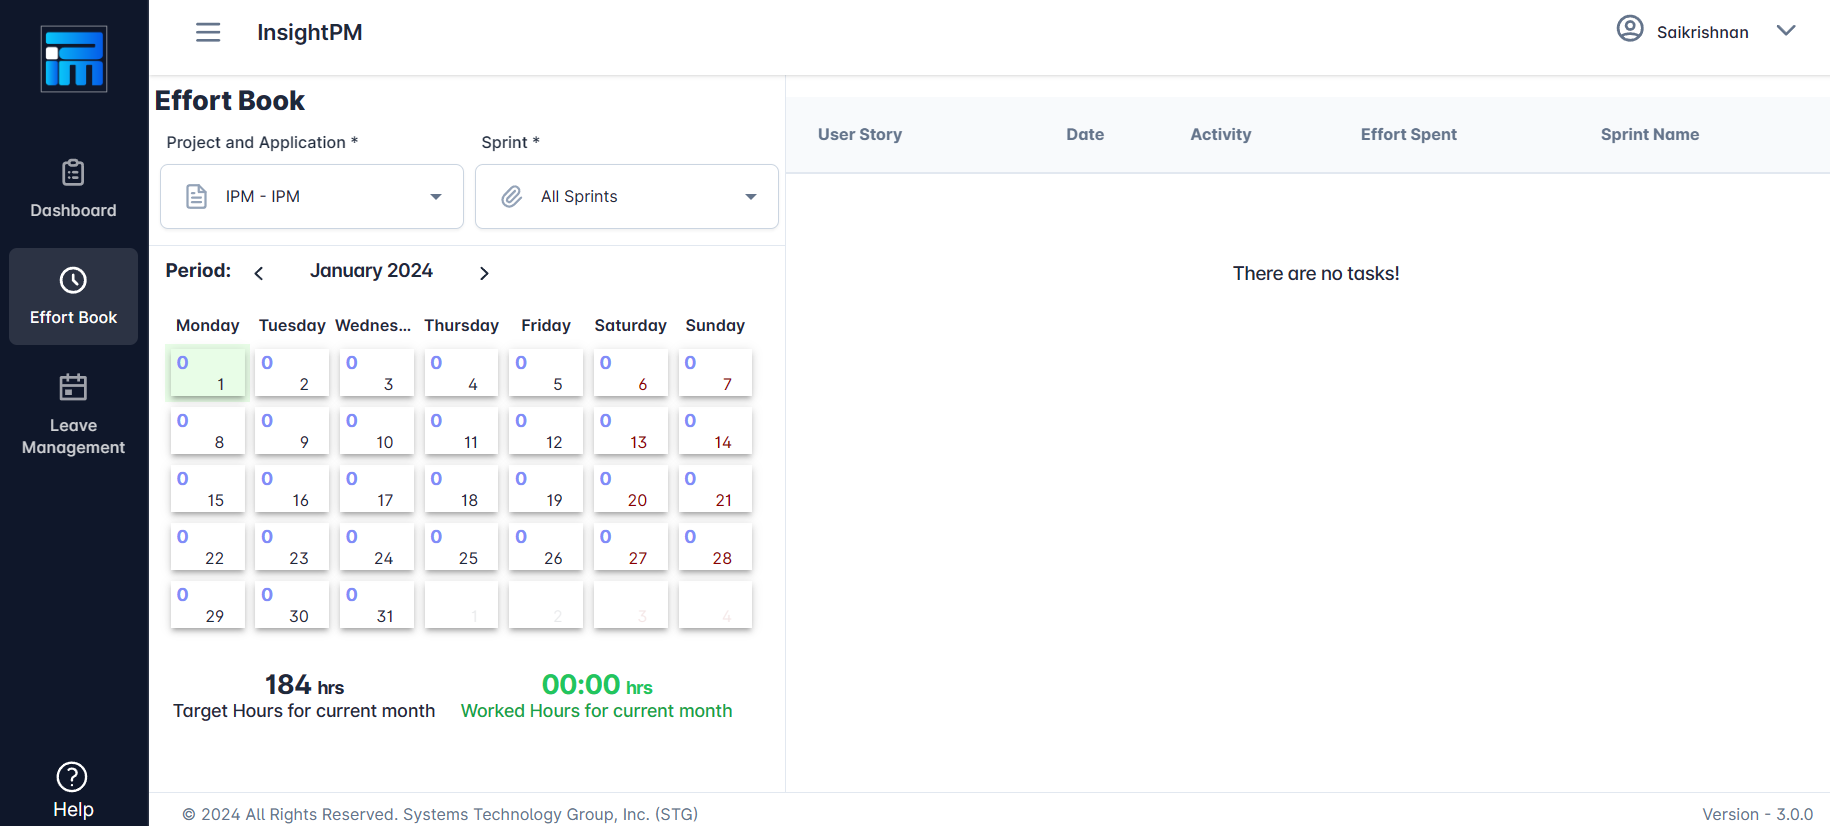 InsightPM
Saikrishnan
Dashboard
Effort Book
Leave
Management
Help
Effort Book
Project and Application *
Sprint *
IPM - IPM
All Sprints
Period:
January 2024
Monday Tuesday Wednes... Thursday Friday Saturday Sunday
0 0 0 0 0 0 0
1 2 3 4 5 6 7
0 0 0 0 0 0 0
8 9 10 11 12 13 14
0 0 0 0 0 0 0
15 16 17 18 19 20 21
0 0 0 0 0 0 0
22 23 24 25 26 27 28
0 0 0
29 30 31 1 2 3 4
184 hrs
Target Hours for current month
00:00 hrs
Worked Hours for current month
User Story Date Activity Effort Spent Sprint Name
There are no tasks!
© 2024 All Rights Reserved. Systems Technology Group, Inc. (STG)
Version - 3.0.0